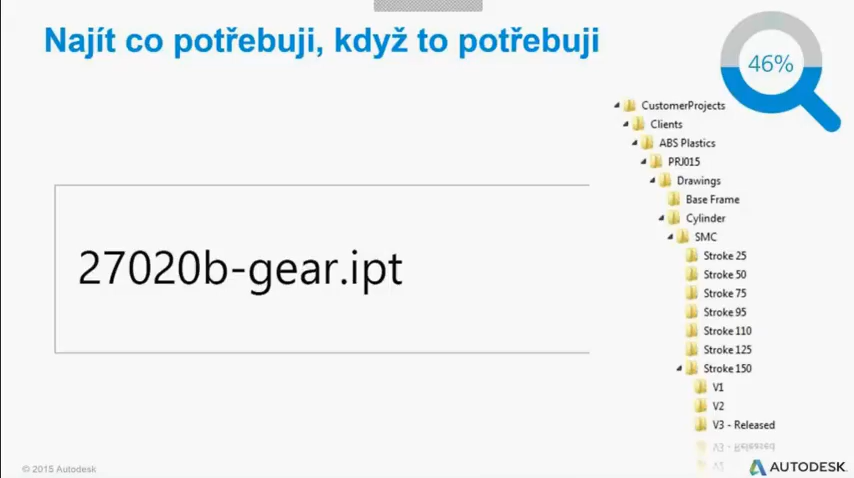 Najít co potřebuji, když to potřebuji
46%
CustomerProjects
Clients
ABS Plastics
PRJ015
Drawings
Base Frame
Cylinder
SMC
Stroke 25
Stroke 50
Stroke 75
Stroke 95
Stroke 110
Stroke 125
Stroke 150
V1
V2
V3 - Released
27020b-gear.ipt
© 2015 Autodesk
AUTODESK.